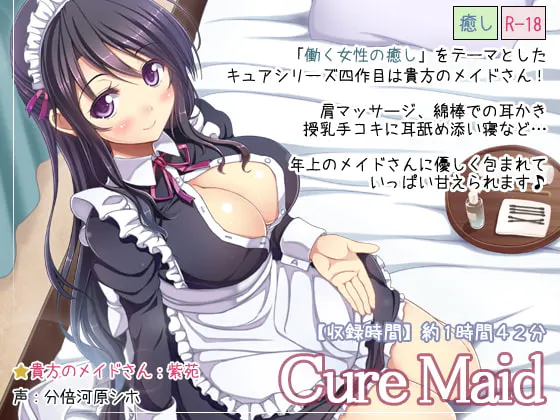 癒し R-18
「働く女性の癒し」をテーマとした
キュアシリーズ四作目は貴方のメイドさん！
肩マッサージ、綿棒での耳かき
授乳手コキに耳舐め添い寝など…
年上のメイドさんに優しく包まれて
いっぱい甘えられます♪
【収録時間】約1時間42分
Cure Maid
★貴方のメイドさん：紫苑
声：分倍河原シホ